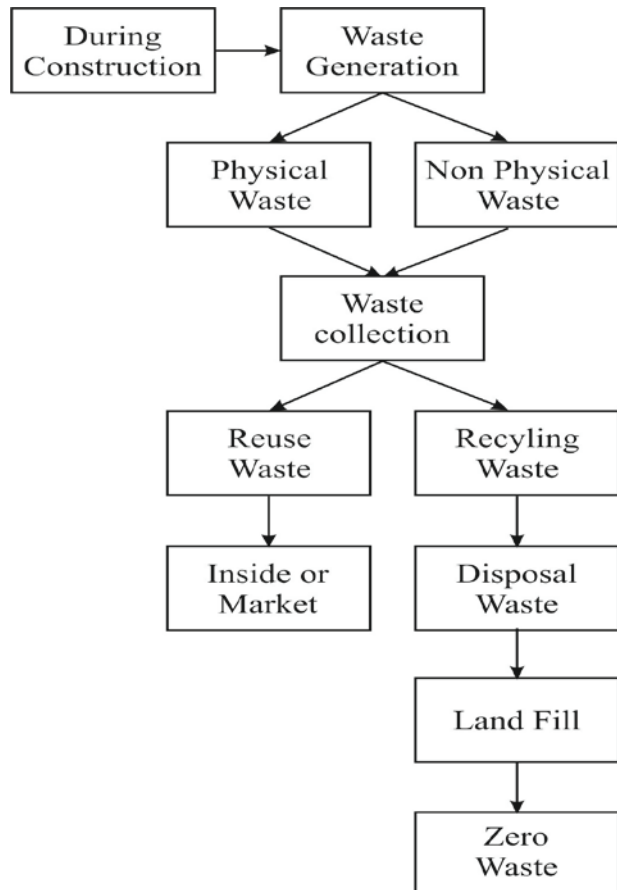 During
Construction
Waste
Generation
Physical
Waste
Non Physical
Waste
Waste
collection
Reuse
Waste
Recyling
Waste
Inside or
Market
Disposal
Waste
Land Fill
Zero
Waste